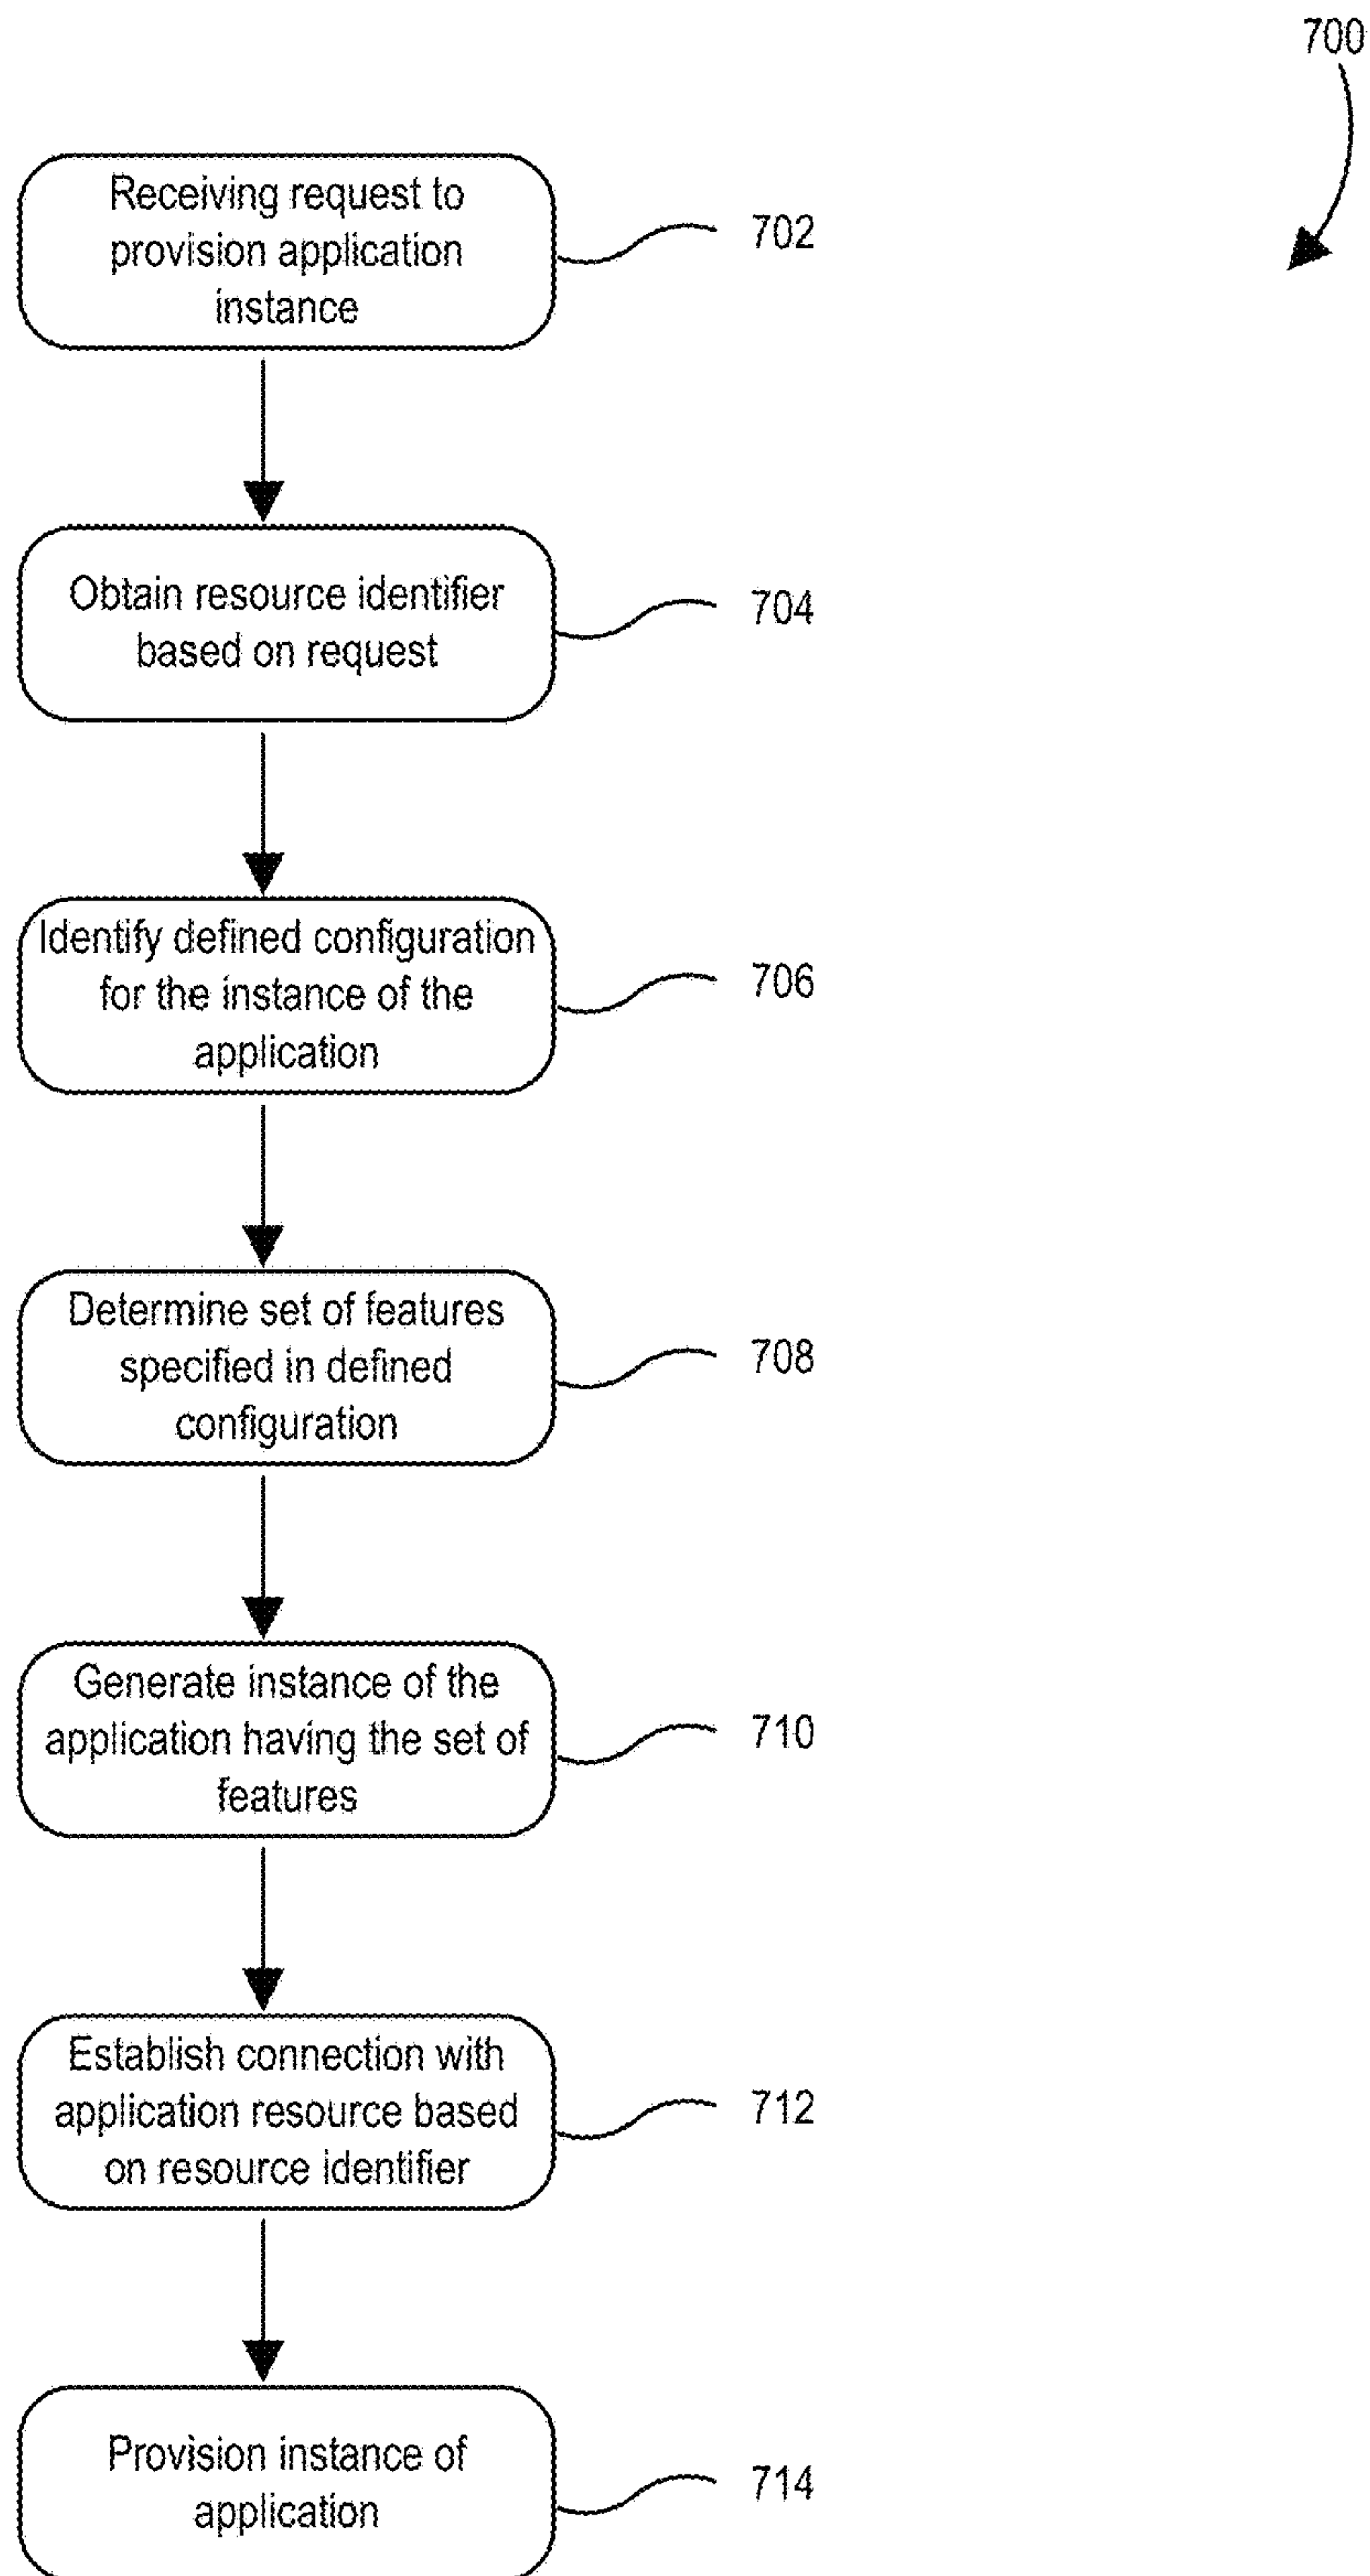 700
Receiving request to
provision application
instance
702
Obtain resource identifier
based on request
704
Identify defined configuration
for the instance of the
application
706
Determine set of features
specified in defined
configuration
708
Generate instance of the
application having the set of
features
710
Establish connection with
application resource based
on resource identifier
712
Provision instance of
application
714